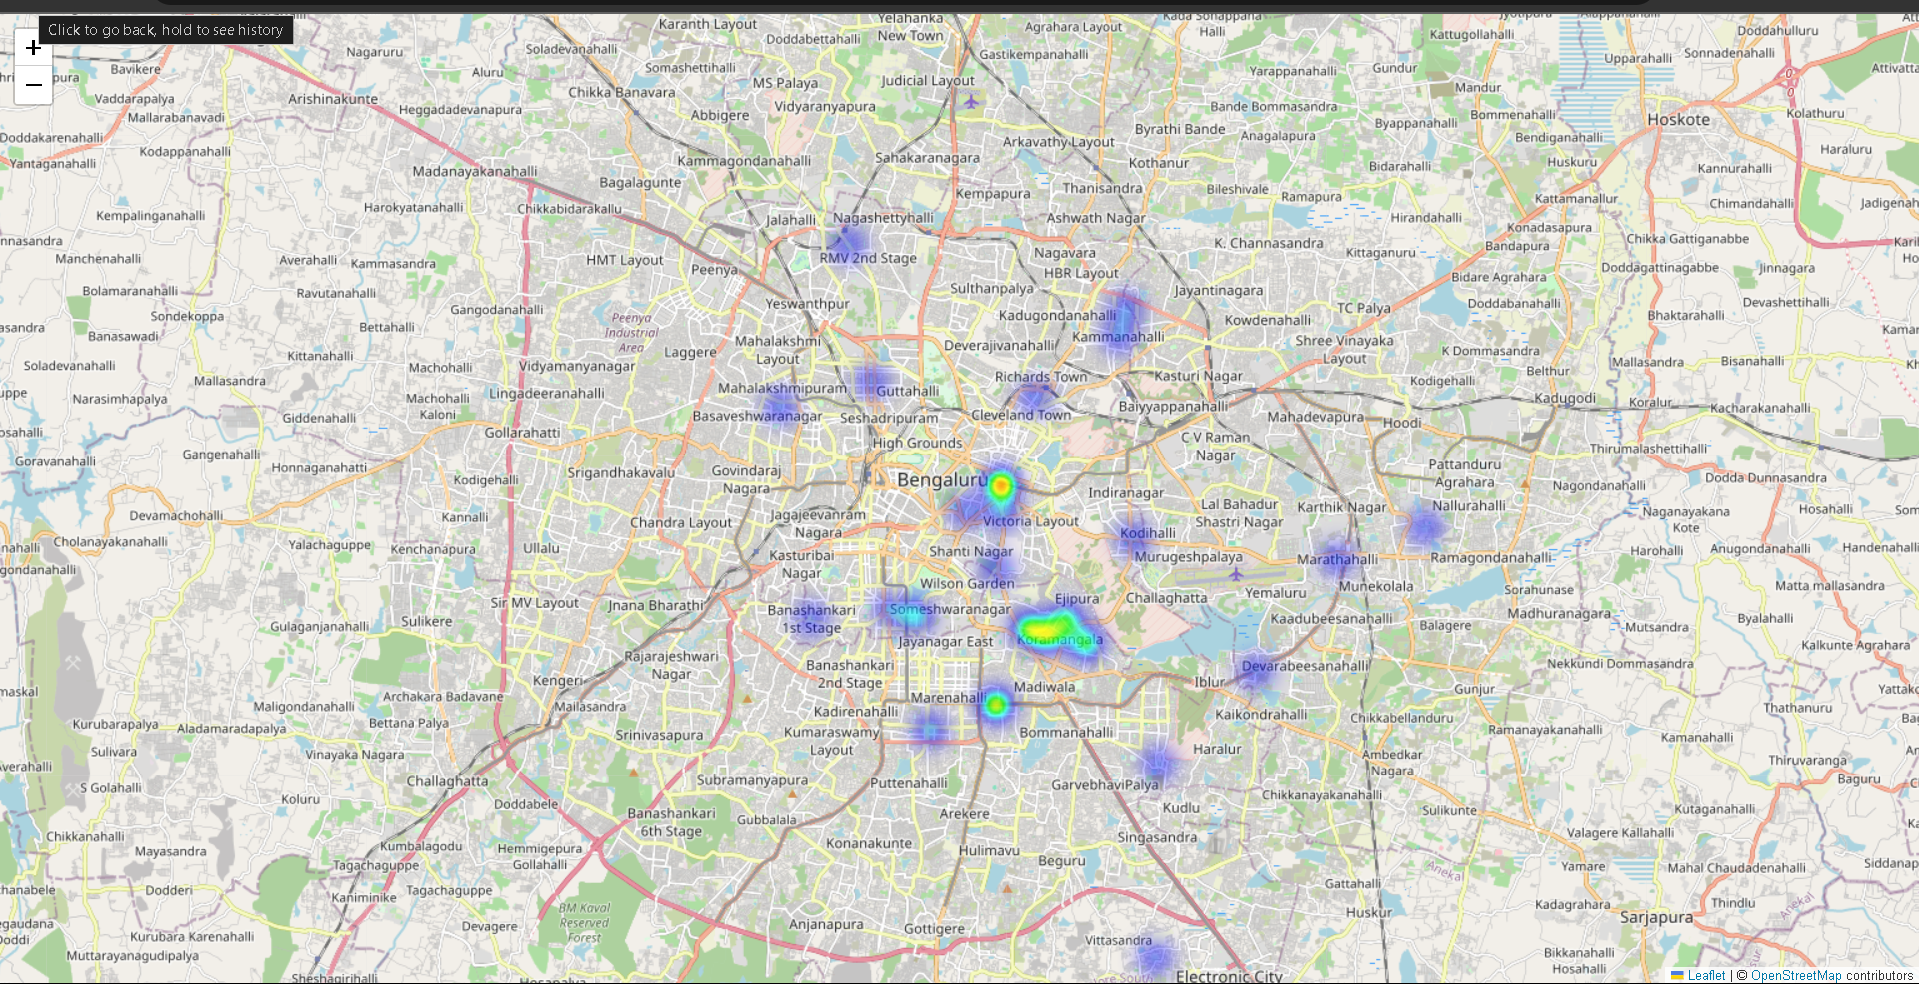 Click to go back, hold to see history
+
−
Karanth Layout
Yelahanka
New Town
Agrahara Layout
Kada Sonappana
Halli
Kattugollahalli
Doddahulluru
Nagaruru
Soladevanahalli
Doddabettahalli
Gastikempanahalli
Upparahalli
Sonnadenahalli
Bavikere
Aluru
Somashettihalli
MS Palaya
Judicial Layout
Yarappanahalli
Gundur
Attivatta
Vaddarapalya
Arishinakunte
Chikka Banavara
Vidyaranyapura
Bande Bommasandra
Mandur
Mallarabanavadi
Heggadadevanapura
Abbigere
Byrathi Bande
Byappanahalli
Bommenahalli
Hoskote
Kolathuru
Doddakarenahalli
Anagalapura
Bendiganahalli
Kodappanahalli
Arkavathy Layout
Haraluru
Yantaganahalli
Madanayakanahalli
Kammagondanahalli
Sahakaranagara
Kothanur
Bidarahalli
Huskuru
Kannurahalli
Bagalagunte
Kempapura
Thanisandra
Bileshivale
Ramapura
Kattamanallur
Chimandahalli
Jadigenah
Kempalinganahalli
Harokyatanahalli
Chikkabidarakallu
Jalahalli
Nagashettyhalli
Ashwath Nagar
Hirandahalli
Konadasapura
nnasandra
Manchenahalli
Averahalli
HMT Layout
Peenya
RMV 2nd Stage
Nagavara
K. Channasandra
Kittaganuru
Bandapura
Chikka Gattiganabbe
HBR Layout
Bidare Agrahara
Doddagattinagabbe
Jinnagara
Bolamaranahalli
Ravutanahalli
Gangodanahalli
Yeswanthpur
Sulthanpalya
Jayantinagara
Doddabanahalli
Devashettihalli
Sondekoppa
Bettahalli
Peenya
Industrial
Area
Kadugondanahalli
Kowdenahalli
TC Palya
Bhaktarahalli
asandra
Banasawadi
Laggere
Mahalakshmi
Layout
Deverajivanahalli
Kammanahalli
Shree Vinayaka
Layout
K Dommasandra
Kittanahalli
Machohalli
Vidyamanyanagar
Mallasandra
Bisanahalli
Soladevanahalli
Mallasandra
Richards Town
Kasturi Nagar
Kodigehalli
Belthur
Narasimhapalya
Machohalli
Kaloni
Lingadeeranahalli
Mahalakshmipuram
Guttahalli
Kadugodi
Koralur
Kacharakanahalli
Giddenahalli
Basaveshwaranagar
Seshadripuram
Cleveland Town
Baiyyappanahalli
Mahadevapura
Hoodi
Gollarahatti
High Grounds
C V Raman
Nagar
Thirumalashettihalli
Gangenahalli
Goravanahalli
Honnaganahatti
Srigandhakavalu
Govindaraj
Nagara
Bengaluru
Pattanduru
Agrahara
Dodda Dunnasandra
Kodigehalli
Indiranagar
Lal Bahadur
Shastri Nagar
Karthik Nagar
Nallurahalli
Nagondanahalli
Devamachohalli
Kannalli
Chandra Layout
Jagajeevanram
Nagara
Victoria Layout
Naganayakana
Kote
Hosahalli
Cholanayakanahalli
Yalachaguppe
Kenchanapura
Ullalu
Kasturibai
Nagar
Shanti Nagar
Kodihalli
Murugeshpalya
Marathahalli
Ramagondanahalli
Harohalli
Anugondanahalli
Handenahalli
gondanahalli
Wilson Garden
Yemaluru
Munekolala
Sorahunase
Matta mallasandra
Sir MV Layout
Jnana Bharathi
Banashankari
1st Stage
Someshwaranagar
Ejipura
Challaghatta
Madhuranagara
Sulikere
Gulaganjanahalli
Jayanagar East
Koramangala
Kaadubeesanahalli
Balagere
Mutsandra
Byalahalli
Rajarajeshwari
Nagar
Banashankari
2nd Stage
Devarabeesanahalli
Nekkundi Dommasandra
Kalkunte Agrahara
Kengeri
Archakara Badavane
Madiwala
Iblur
Gunjur
Maligondanahalli
Mailasandra
Marenahalli
Kaikondrahalli
Chikkabellanduru
Thathanuru
Kurubarapalya
Aladamaradapalya
Bettana Palya
Srinivasapura
Kadirenahalli
Kumaraswamy
Layout
Bommanahalli
Ramanayakanahalli
Kamanahalli
Sulivara
Vinayaka Nagara
Haralur
Ambedkar
Nagara
Thiruvaranga
Averahalli
S Golahalli
Challaghatta
Subramanyapura
Puttenahalli
GarvebhaviPalya
Baguru
Koluru
Doddabele
Banashankari
6th Stage
Gubbalala
Arekere
Kudlu
Chikkanayakanahalli
Sulikunte
Kutaganahalli
Chikkanahalli
Mayasandra
Kumbalagodu
Hemmigepura
Gollahalli
Konanakunte
Hulimavu
Singasandra
Valagere Kallahalli
Tagachaguppe
Beguru
Aneka
Yamare
Mahal Chaudadenahalli
Siddanap
Dodderi
Kaniminike
Tagachaguppe
BM Kaval
Reserved
Forest
Gattahalli
Kadagrahara
Thindlu
Devagere
Anjanapura
Gottigere
Huskur
Sarjapura
Anekal
Kurubara Karenahalli
Vittasandra
Bikkanahalli
Hosahalli
Muttarayanagudipalya
Sheshagirihalli
Electronic City
Leaflet | © OpenStreetMap contributors